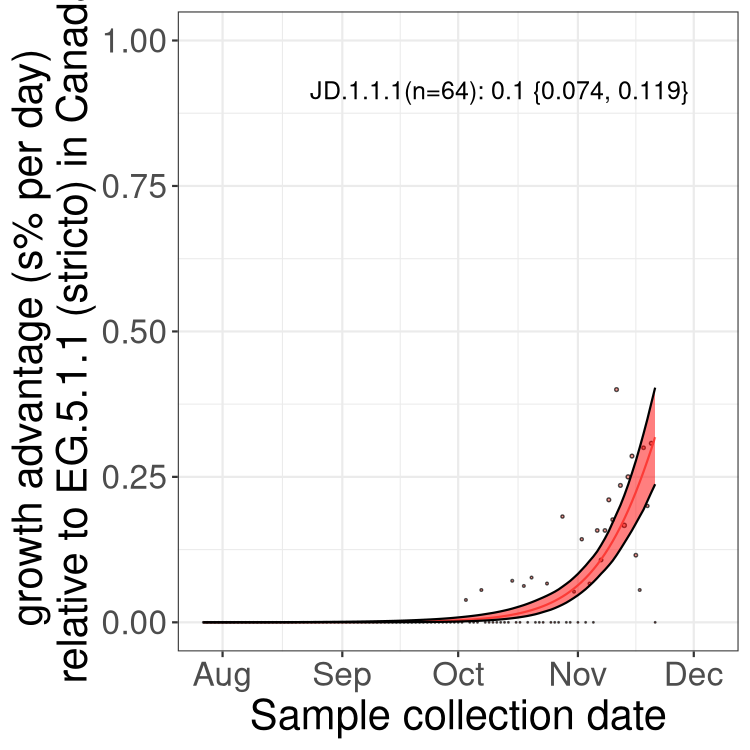 growth advantage (s% per day)
relative to EG.5.1.1 (stricto) in Canada
1.00
0.75
0.50
0.25
0.00
JD.1.1.1(n=64): 0.1 {0.074, 0.119}
Aug Sep Oct Nov Dec
Sample collection date